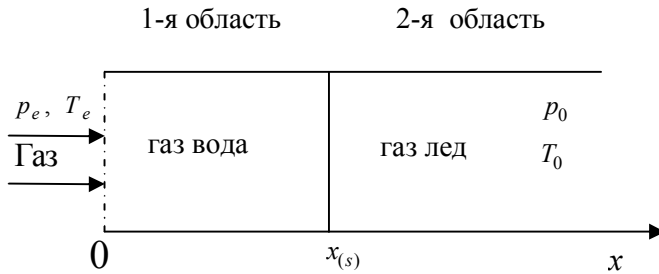 1-я область 2-я область
p_e, T_e
Газ
газ вода
газ лед
p_0
T_0
0
x_(s)
x